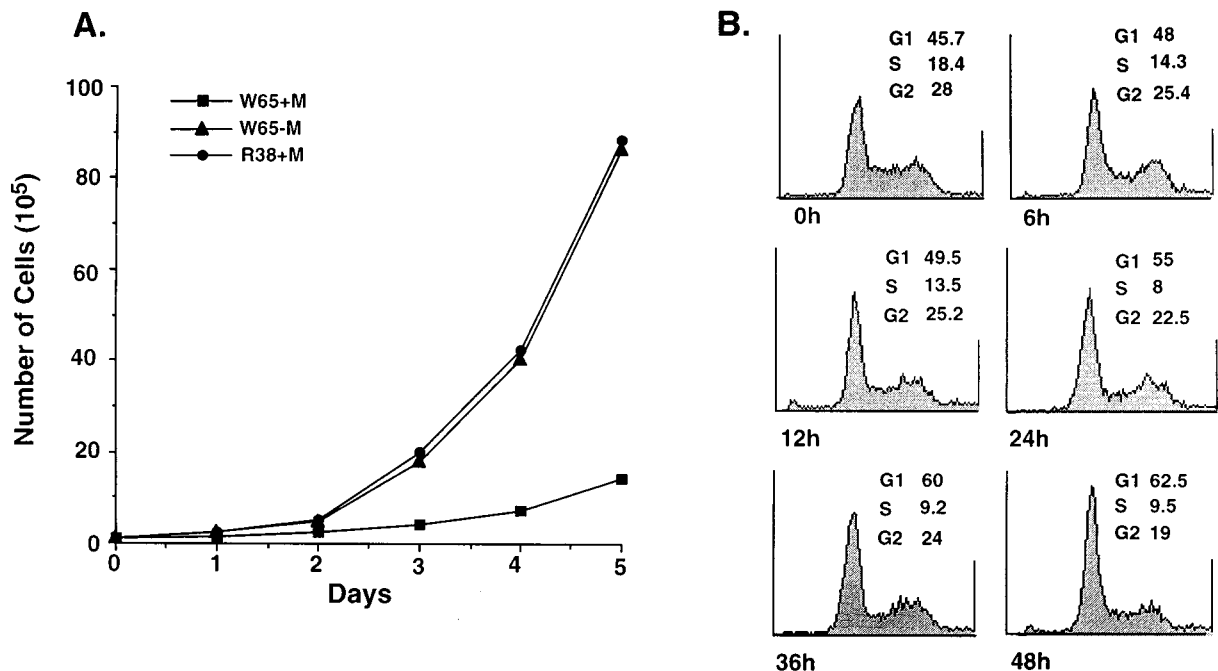 A.
100
80
60
40
20
0
0 1 2 3 4 5
Number of Cells (10⁵)
Days
W65+M
W65-M
R38+M
B.
G1 45.7
S 18.4
G2 28
0h
G1 48
S 14.3
G2 25.4
6h
G1 49.5
S 13.5
G2 25.2
12h
G1 55
S 8
G2 22.5
24h
G1 60
S 9.2
G2 24
36h
G1 62.5
S 9.5
G2 19
48h